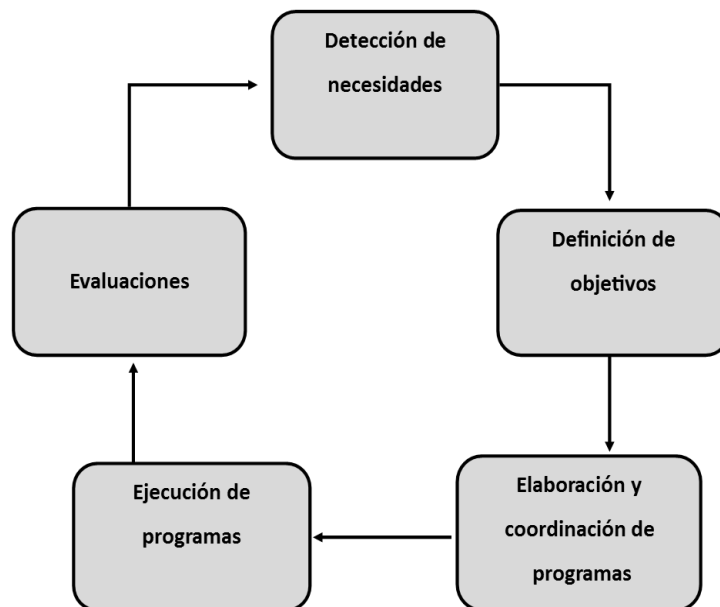 Detección de
necesidades
Definición de
objetivos
Elaboración y
coordinación de
programas
Ejecución de
programas
Evaluaciones